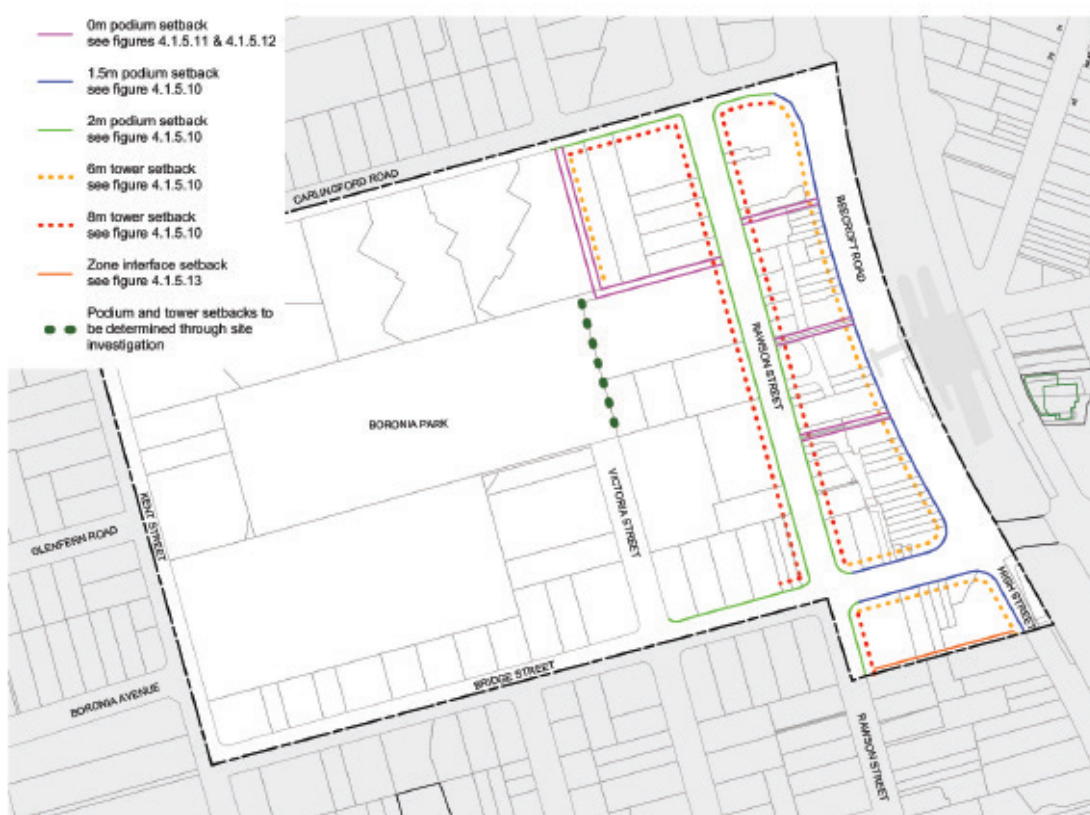 0m podium setback
see figures 4.1.5.11 & 4.1.5.12
1.5m podium setback
see figure 4.1.5.10
2m podium setback
see figure 4.1.5.10
6m tower setback
see figure 4.1.5.10
8m tower setback
see figure 4.1.5.10
Zone interface setback
see figure 4.1.5.13
Podium and tower setbacks to
be determined through site
investigation
CARLINGFORD ROAD
BEECROFT ROAD
RAWSON STREET
BORONIA PARK
VICTORIA STREET
KENT STREET
GLENFERN ROAD
HIGH STREET
BRIDGE STREET
BORONIA AVENUE
RAWSON STREET